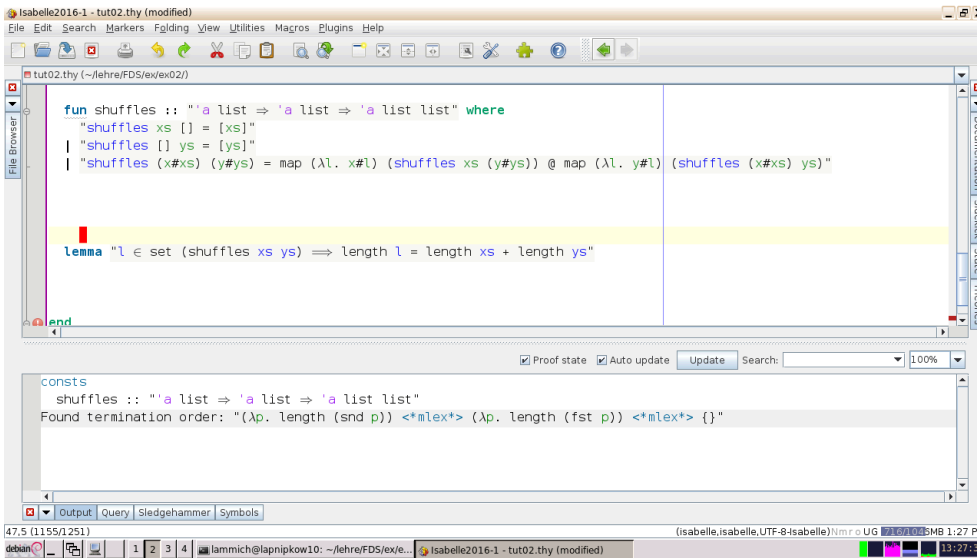 Isabelle2016-1 - tut02.thy (modified)
File Edit Search Markers Folding View Utilities Macros Plugins Help
tut02.thy (~/lehre/FDS/ex/ex02/)
File Browser
fun shuffles :: "'a list ⇒ 'a list ⇒ 'a list list" where
"shuffles xs [] = [xs]"
| "shuffles [] ys = [ys]"
| "shuffles (x#xs) (y#ys) = map (λl. x#l) (shuffles xs (y#ys)) @ map (λl. y#l) (shuffles (x#xs) ys)"
lemma "l ∈ set (shuffles xs ys) ⟹ length l = length xs + length ys"
end
Proof state Auto update Update Search: 100%
consts
shuffles :: "'a list ⇒ 'a list ⇒ 'a list list"
Found termination order: "(λp. length (snd p)) <*mlex*> (λp. length (fst p)) <*mlex*> {}"
Output Query Sledgehammer Symbols
47,5 (1155/1251) (isabelle,isabelle,UTF-8-Isabelle) N m r o UG 716/1045MB 1:27 P
debian 1 2 3 4 lammich@lapnipkow10: ~/lehre/FDS/ex/e... Isabelle2016-1 - tut02.thy (modified) 13:27: